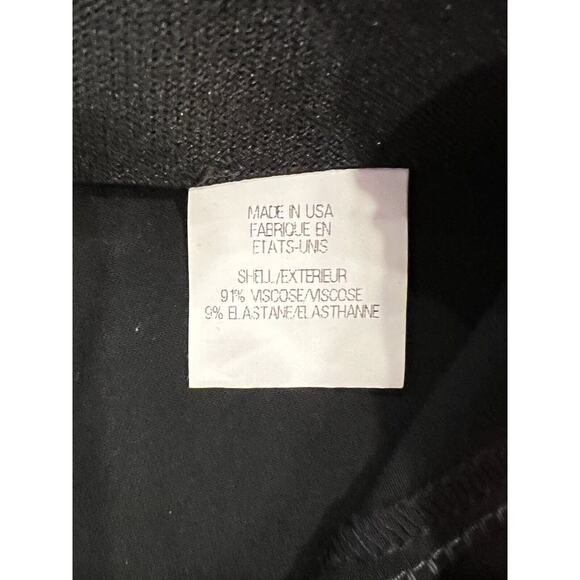 MADE IN USA
FABRIQUE EN
ETATS-UNIS
SHELL/EXTERIEUR
91% VISCOSE/VISCOSE
9% ELASTANE/ELASTHANNE